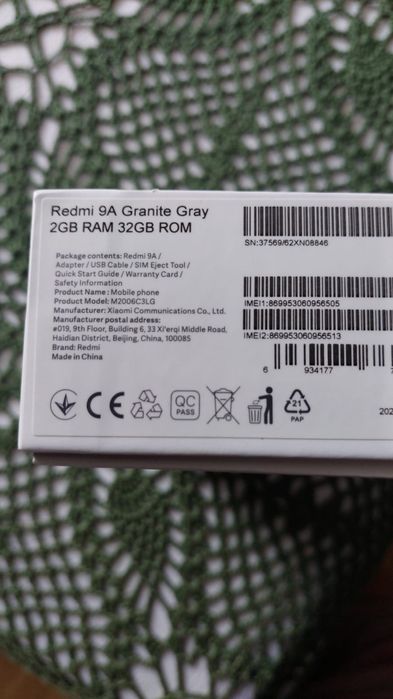 Redmi 9A Granite Gray
2GB RAM 32GB ROM
Package contents: Redmi 9A /
Adapter / USB Cable / SIM Eject Tool /
Quick Start Guide / Warranty Card /
Safety Information
Product Name: Mobile phone
Product Model: M2006C3LG
Manufacturer: Xiaomi Communications Co., Ltd.
Manufacturer postal address:
#019, 9th Floor, Building 6, 33 Xi'erqi Middle Road,
Haidian District, Beijing, China, 100085
Brand: Redmi
Made in China
SN:37569/62XN08846
IMEI1:869953060956505
IMEI2:869953060956513
6 934177
CE
QC
PASS
21
PAP
202